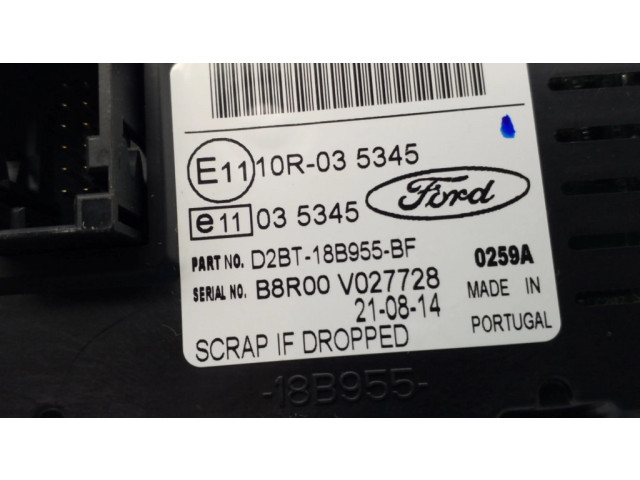 E11 10R-03 5345
e11 03 5345 Ford
PART NO. D2BT-18B955-BF 0259A
SERIAL NO. B8R00 V027728 MADE IN
21-08-14 PORTUGAL
SCRAP IF DROPPED
-18B955-